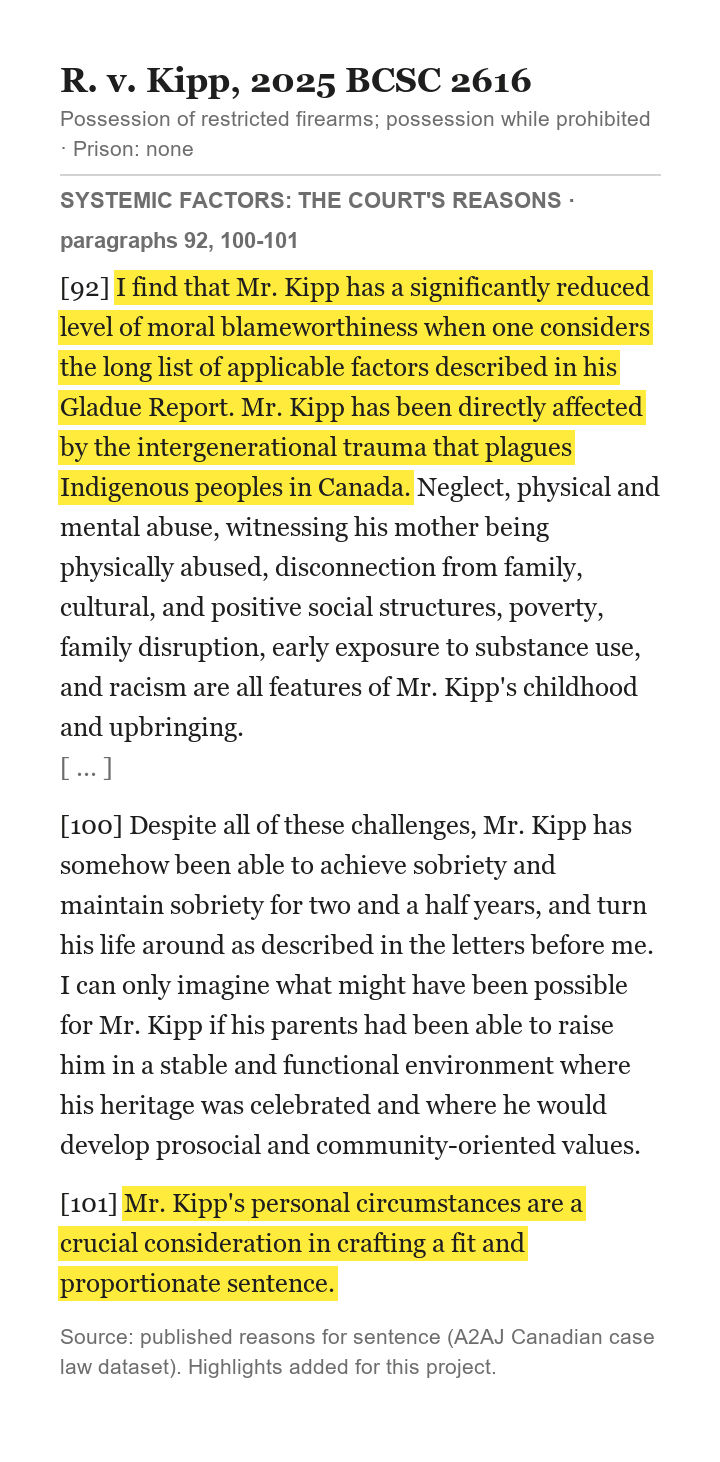 R. v. Kipp, 2025 BCSC 2616
Possession of restricted firearms; possession while prohibited
· Prison: none
SYSTEMIC FACTORS: THE COURT'S REASONS ·
paragraphs 92, 100-101
[92] I find that Mr. Kipp has a significantly reduced
level of moral blameworthiness when one considers
the long list of applicable factors described in his
Gladue Report. Mr. Kipp has been directly affected
by the intergenerational trauma that plagues
Indigenous peoples in Canada. Neglect, physical and
mental abuse, witnessing his mother being
physically abused, disconnection from family,
cultural, and positive social structures, poverty,
family disruption, early exposure to substance use,
and racism are all features of Mr. Kipp's childhood
and upbringing.
[ ... ]
[100] Despite all of these challenges, Mr. Kipp has
somehow been able to achieve sobriety and
maintain sobriety for two and a half years, and turn
his life around as described in the letters before me.
I can only imagine what might have been possible
for Mr. Kipp if his parents had been able to raise
him in a stable and functional environment where
his heritage was celebrated and where he would
develop prosocial and community-oriented values.
[101] Mr. Kipp's personal circumstances are a
crucial consideration in crafting a fit and
proportionate sentence.
Source: published reasons for sentence (A2AJ Canadian case
law dataset). Highlights added for this project.